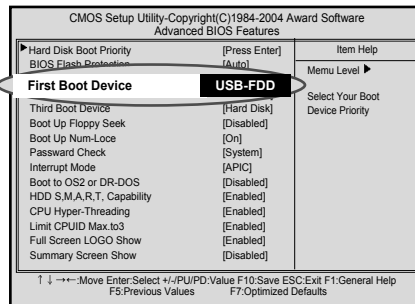 CMOS Setup Utility-Copyright(C)1984-2004 Award Software
Advanced BIOS Features
Hard Disk Boot Priority [Press Enter]
BIOS Flash Protection [Auto]
First Boot Device USB-FDD
Third Boot Device [Hard Disk]
Boot Up Floppy Seek [Disabled]
Boot Up Num-Loce [On]
Passward Check [System]
Interrupt Mode [APIC]
Boot to OS2 or DR-DOS [Disabled]
HDD S,M,A,R,T, Capability [Enabled]
CPU Hyper-Threading [Enabled]
Limit CPUID Max.to3 [Enabled]
Full Screen LOGO Show [Enabled]
Summary Screen Show [Disabled]
Item Help
Menu Level
Select Your Boot
Device Priority
↑↓→←:Move Enter:Select +/-/PU/PD:Value F10:Save ESC:Exit F1:General Help
F5:Previous Values F7:Optimized Defaults